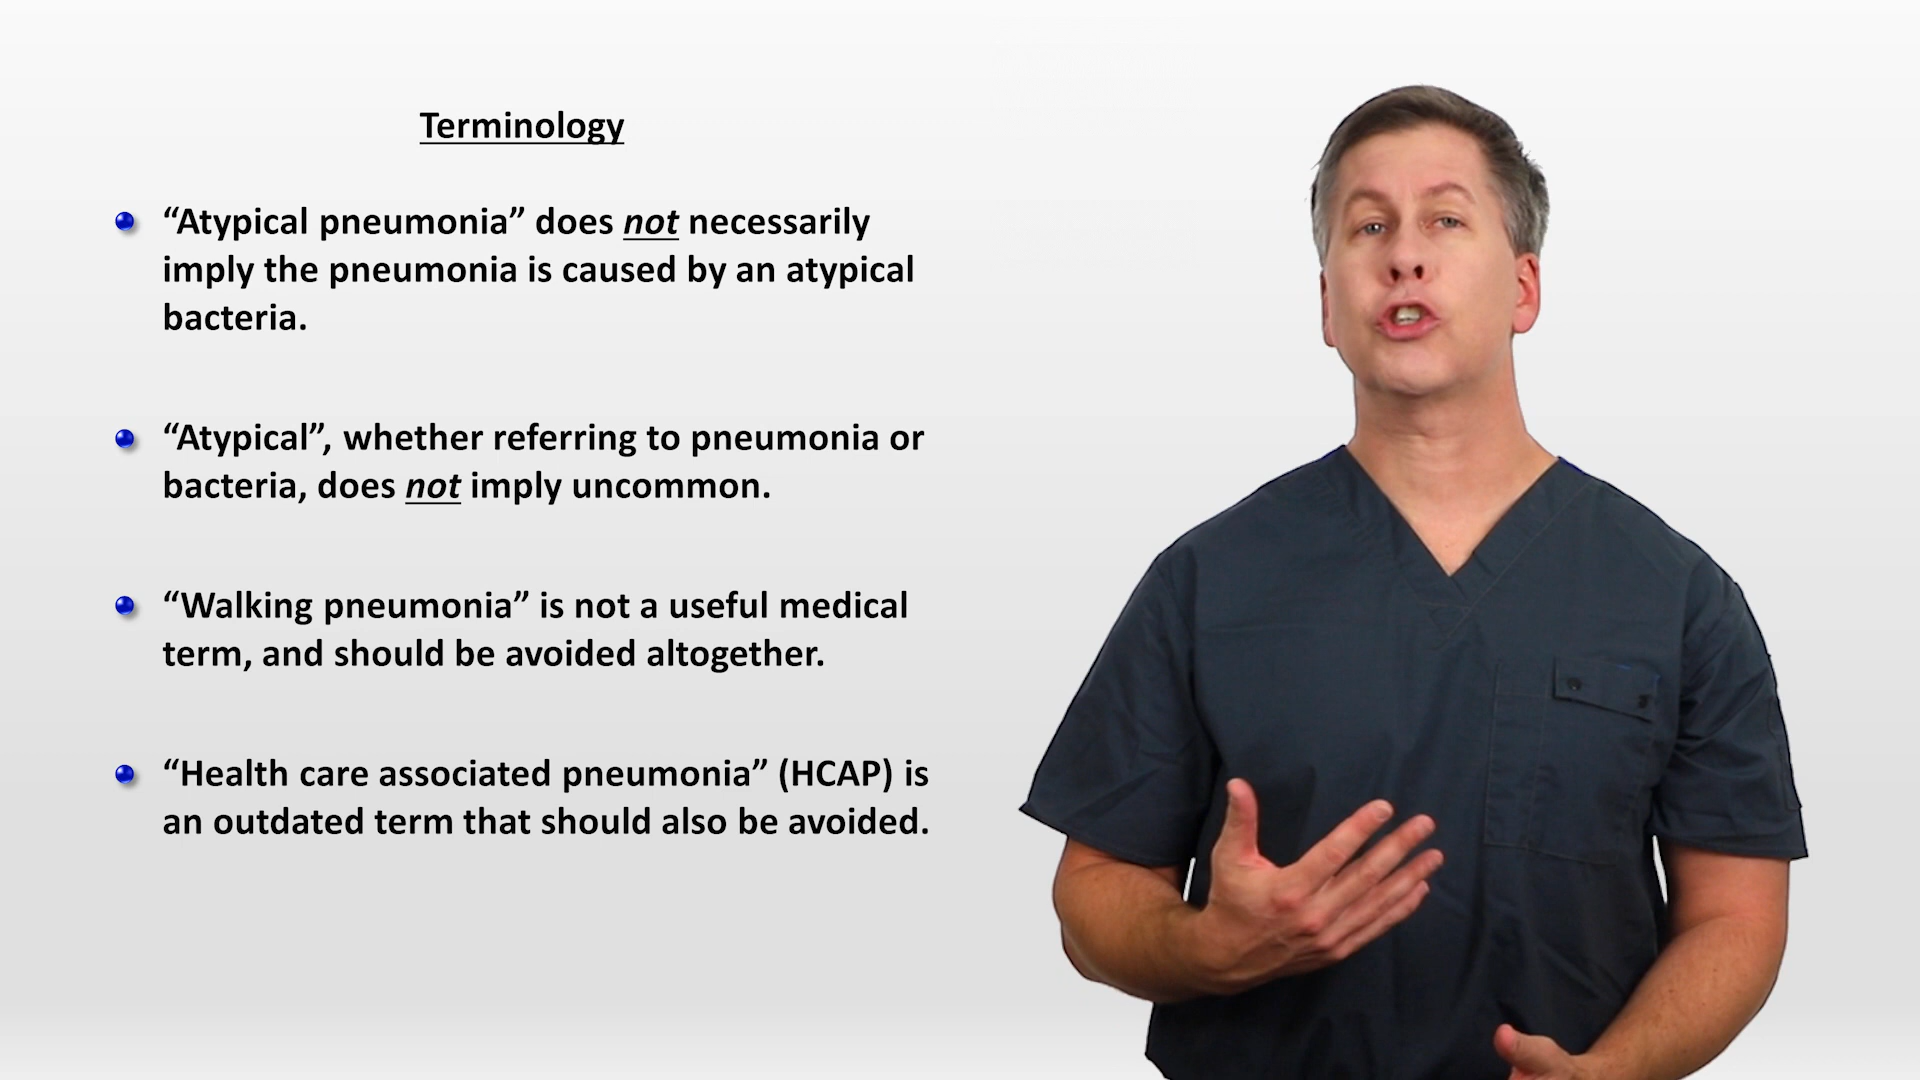 Terminology
“Atypical pneumonia” does not necessarily
imply the pneumonia is caused by an atypical
bacteria.
“Atypical”, whether referring to pneumonia or
bacteria, does not imply uncommon.
“Walking pneumonia” is not a useful medical
term, and should be avoided altogether.
“Health care associated pneumonia” (HCAP) is
an outdated term that should also be avoided.